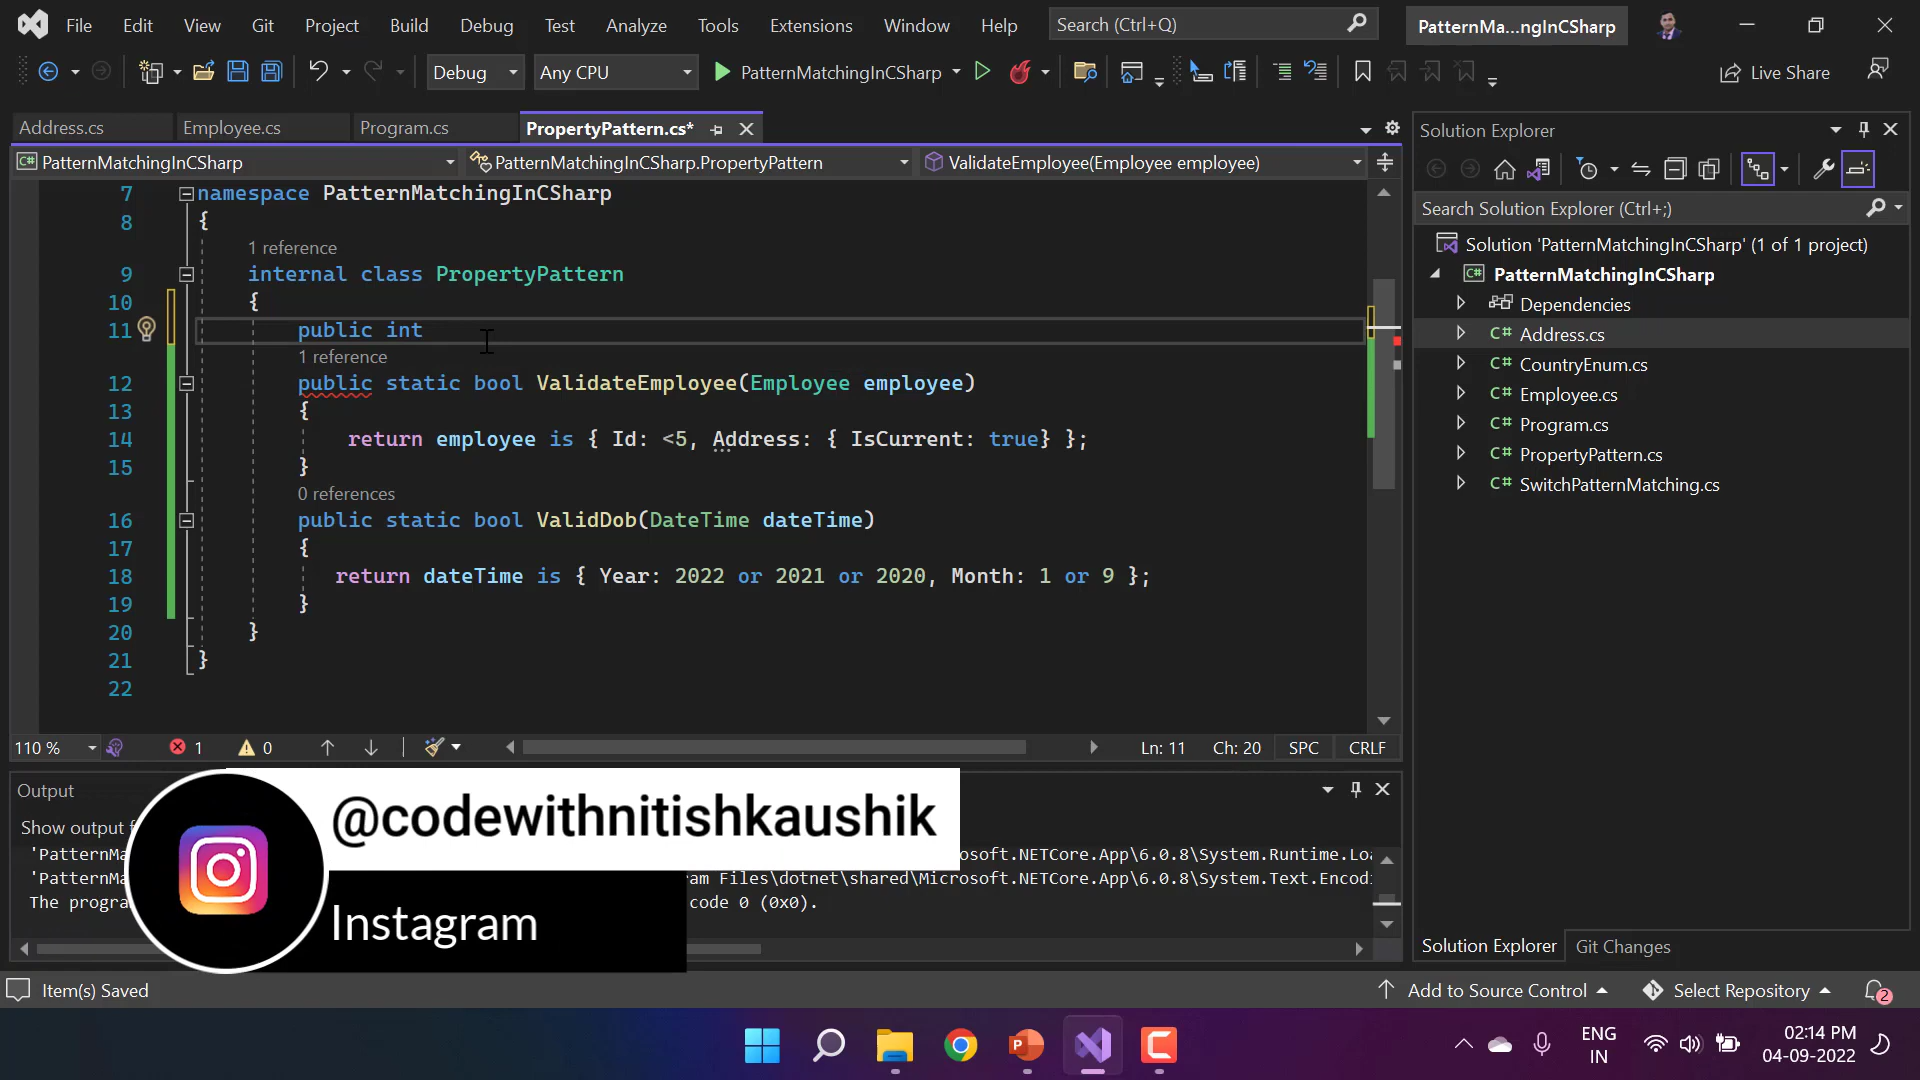 File Edit View Git Project Build Debug Test Analyze Tools Extensions Window Help Search (Ctrl+Q) PatternMa...ngInCSharp
Debug Any CPU PatternMatchingInCSharp Live Share
Address.cs Employee.cs Program.cs PropertyPattern.cs*
PatternMatchingInCSharp PatternMatchingInCSharp.PropertyPattern ValidateEmployee(Employee employee)
7 namespace PatternMatchingInCSharp
8 {
1 reference
9 internal class PropertyPattern
10 {
11 public int
1 reference
12 public static bool ValidateEmployee(Employee employee)
13 {
14 return employee is { Id: <5, Address: { IsCurrent: true} };
15 }
0 references
16 public static bool ValidDob(DateTime dateTime)
17 {
18 return dateTime is { Year: 2022 or 2021 or 2020, Month: 1 or 9 };
19 }
20 }
21 }
22
110 % 1 0 Ln: 11 Ch: 20 SPC CRLF
Output
Show output
'PatternMa
icrosoft.NETCore.App\6.0.8\System.Runtime.Loa
'PatternMa
ram Files\dotnet\shared\Microsoft.NETCore.App\6.0.8\System.Text.Encodi
The progra
code 0 (0x0).
@codewithnitishkaushik
Instagram
Solution Explorer
Search Solution Explorer (Ctrl+;)
Solution 'PatternMatchingInCSharp' (1 of 1 project)
C# PatternMatchingInCSharp
Dependencies
C# Address.cs
C# CountryEnum.cs
C# Employee.cs
C# Program.cs
C# PropertyPattern.cs
C# SwitchPatternMatching.cs
Solution Explorer Git Changes
Item(s) Saved Add to Source Control Select Repository 2
ENG
IN
02:14 PM
04-09-2022